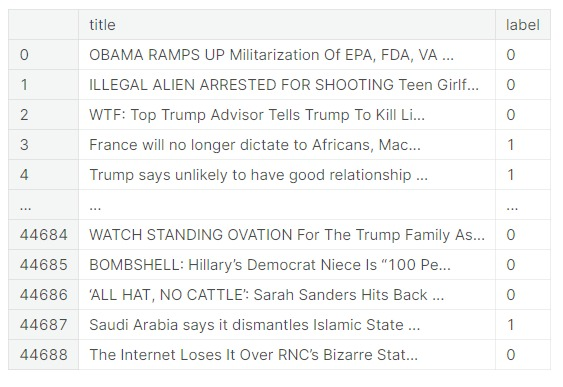 title label
0 OBAMA RAMPS UP Militarization Of EPA, FDA, VA ... 0
1 ILLEGAL ALIEN ARRESTED FOR SHOOTING Teen Girlf... 0
2 WTF: Top Trump Advisor Tells Trump To Kill Li... 0
3 France will no longer dictate to Africans, Mac... 1
4 Trump says unlikely to have good relationship ... 1
... ... ...
44684 WATCH STANDING OVATION For The Trump Family As... 0
44685 BOMBSHELL: Hillary’s Democrat Niece Is “100 Pe... 0
44686 ‘ALL HAT, NO CATTLE’: Sarah Sanders Hits Back ... 0
44687 Saudi Arabia says it dismantles Islamic State ... 1
44688 The Internet Loses It Over RNC’s Bizarre Stat... 0